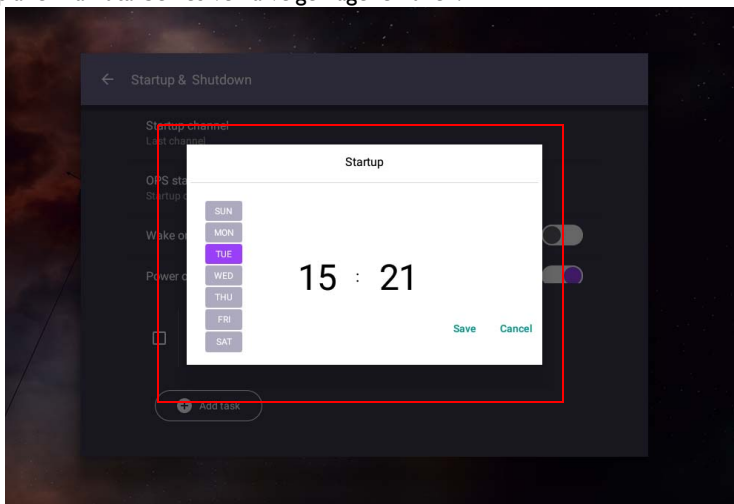 ← Startup & Shutdown
Startup channel
Last channel
Startup
OPS sta
Startup
SUN
MON
Wake o
TUE
Power o
WED
15 : 21
THU
FRI
SAT
Save Cancel
Add task